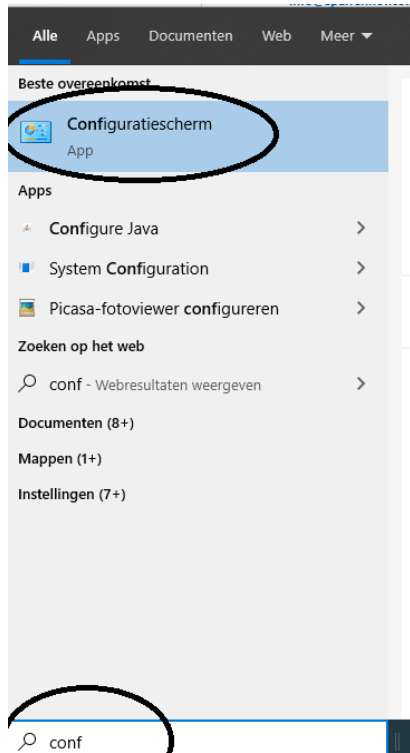 Alle Apps Documenten Web Meer
Beste overeenkomst
Configuratiescherm
App
Apps
Configure Java
System Configuration
Picasa-fotoviewer configureren
Zoeken op het web
conf - Webresultaten weergeven
Documenten (8+)
Mappen (1+)
Instellingen (7+)
conf